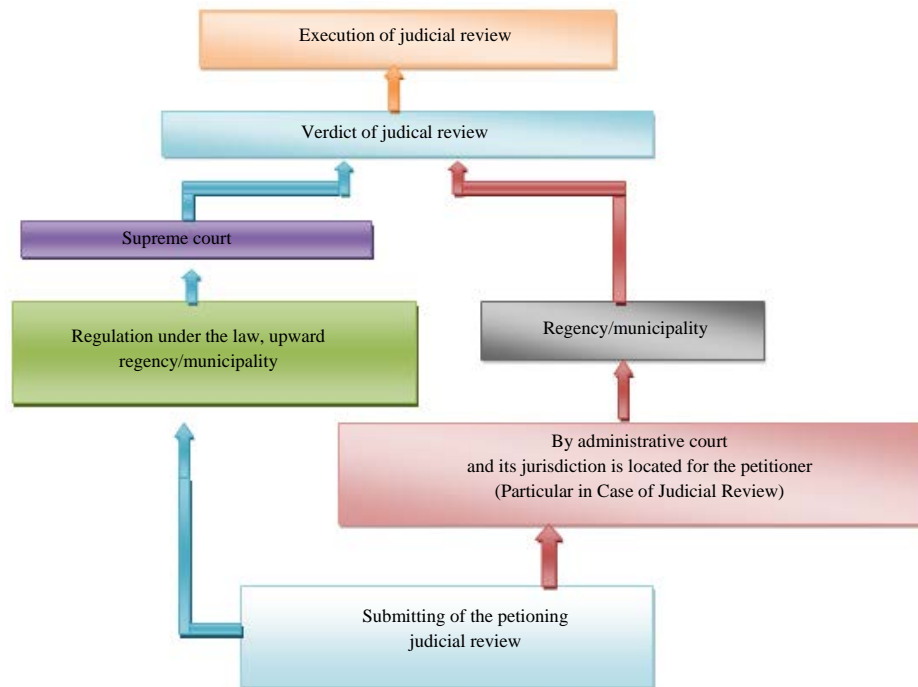 Execution of judicial review
Verdict of judical review
Supreme court
Regulation under the law, upward
regency/municipality
Regency/municipality
By administrative court
and its jurisdiction is located for the petitioner
(Particular in Case of Judicial Review)
Submitting of the petioning
judicial review